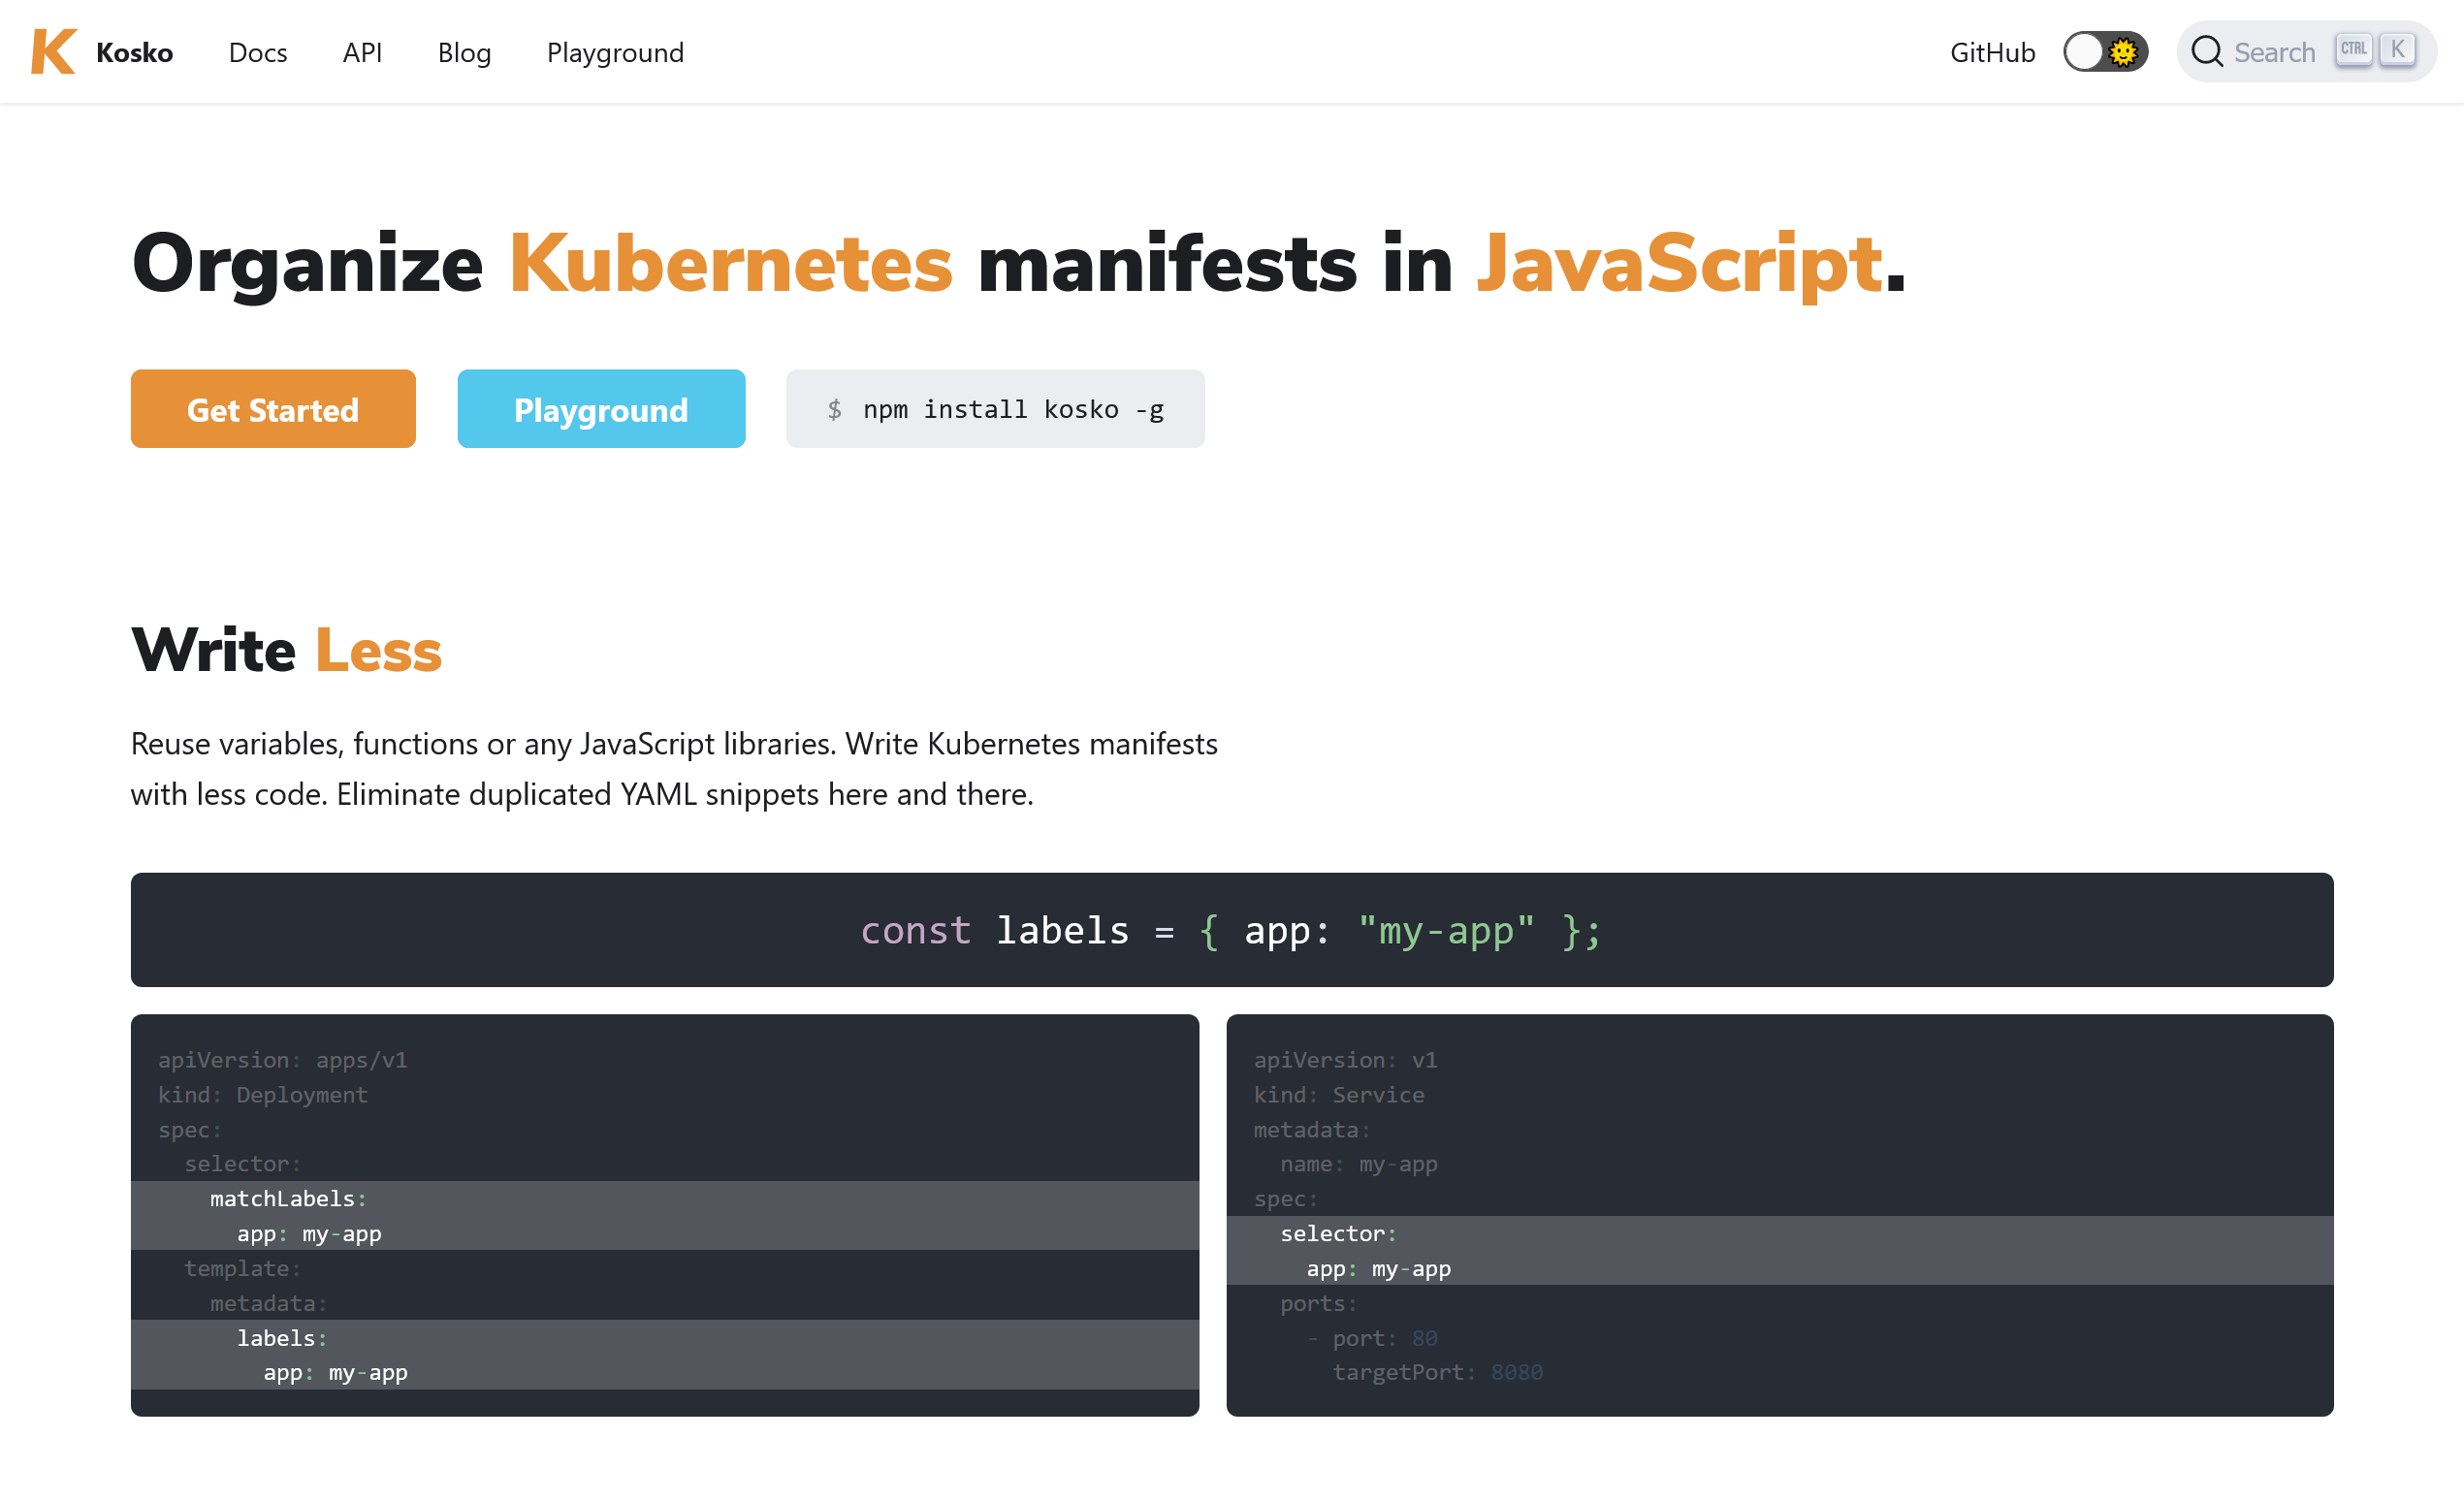 K Kosko Docs API Blog Playground GitHub Search CTRL K
Organize Kubernetes manifests in JavaScript.
Get Started Playground $ npm install kosko -g
Write Less
Reuse variables, functions or any JavaScript libraries. Write Kubernetes manifests
with less code. Eliminate duplicated YAML snippets here and there.
const labels = { app: "my-app" };
apiVersion: apps/v1
kind: Deployment
spec:
  selector:
    matchLabels:
      app: my-app
  template:
    metadata:
      labels:
        app: my-app
apiVersion: v1
kind: Service
metadata:
  name: my-app
spec:
  selector:
    app: my-app
  ports:
    - port: 80
      targetPort: 8080